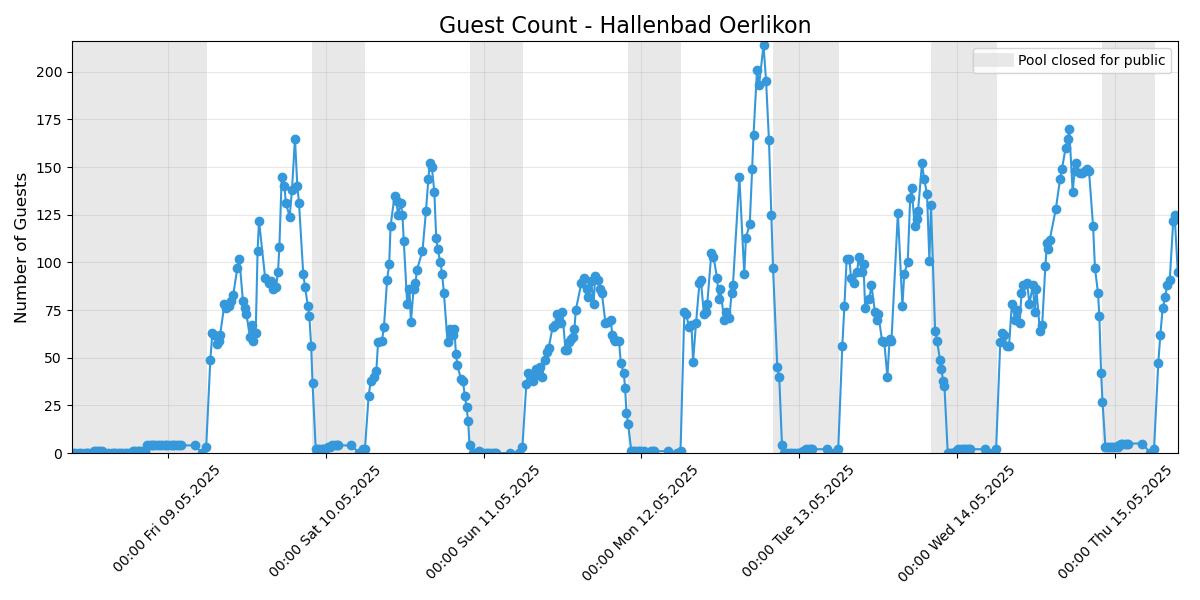 Guest Count - Hallenbad Oerlikon
Pool closed for public
Number of Guests
200
175
150
125
100
75
50
25
0
00:00 Fri 09.05.2025
00:00 Sat 10.05.2025
00:00 Sun 11.05.2025
00:00 Mon 12.05.2025
00:00 Tue 13.05.2025
00:00 Wed 14.05.2025
00:00 Thu 15.05.2025